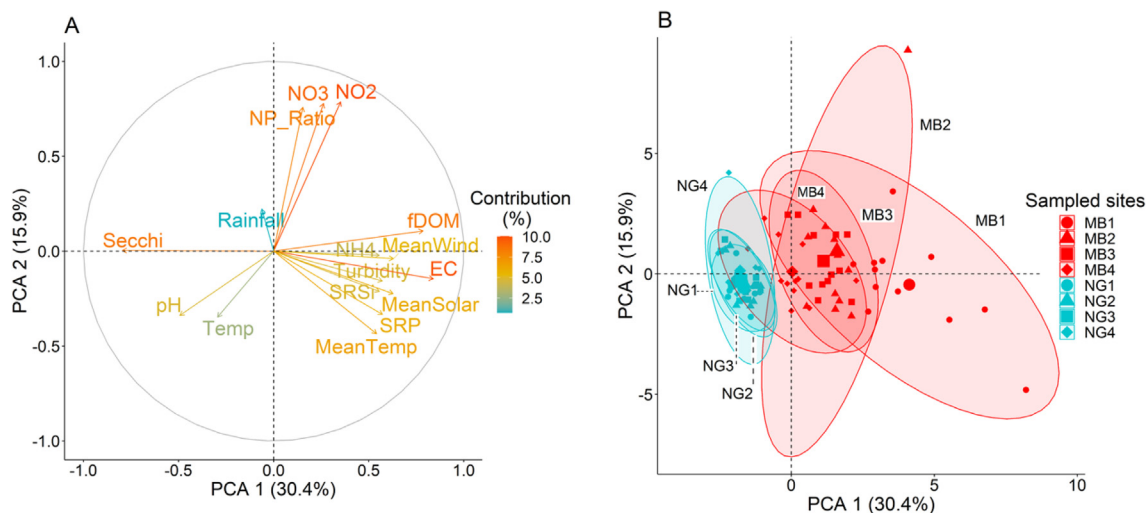 A
1.0
0.5
0.0
-0.5
-1.0
PCA 2 (15.9%)
-1.0
-0.5
0.0
0.5
1.0
PCA 1 (30.4%)
NO3
NO2
NP_Ratio
Rainfall
fDOM
Secchi
NH4
MeanWind
Turbidity
EC
SRSi
MeanSolar
pH
Temp
SRP
MeanTemp
Contribution
(%)
10.0
7.5
5.0
2.5
B
5
0
-5
PCA 2 (15.9%)
0
5
10
PCA 1 (30.4%)
MB2
NG4
MB4
MB3
MB1
NG1
NG3
NG2
Sampled sites
MB1
MB2
MB3
MB4
NG1
NG2
NG3
NG4